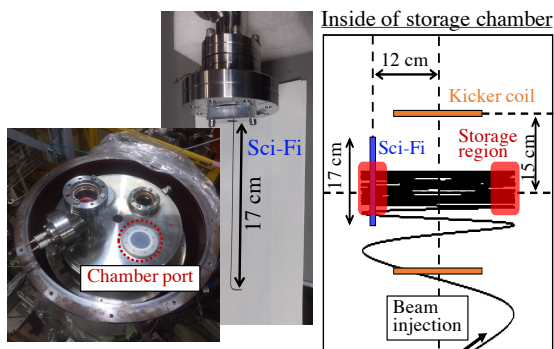 Inside of storage chamber
12 cm
Kicker coil
Sci-Fi
Storage
region
17 cm
15 cm
Beam
injection
Sci-Fi
17 cm
Chamber port